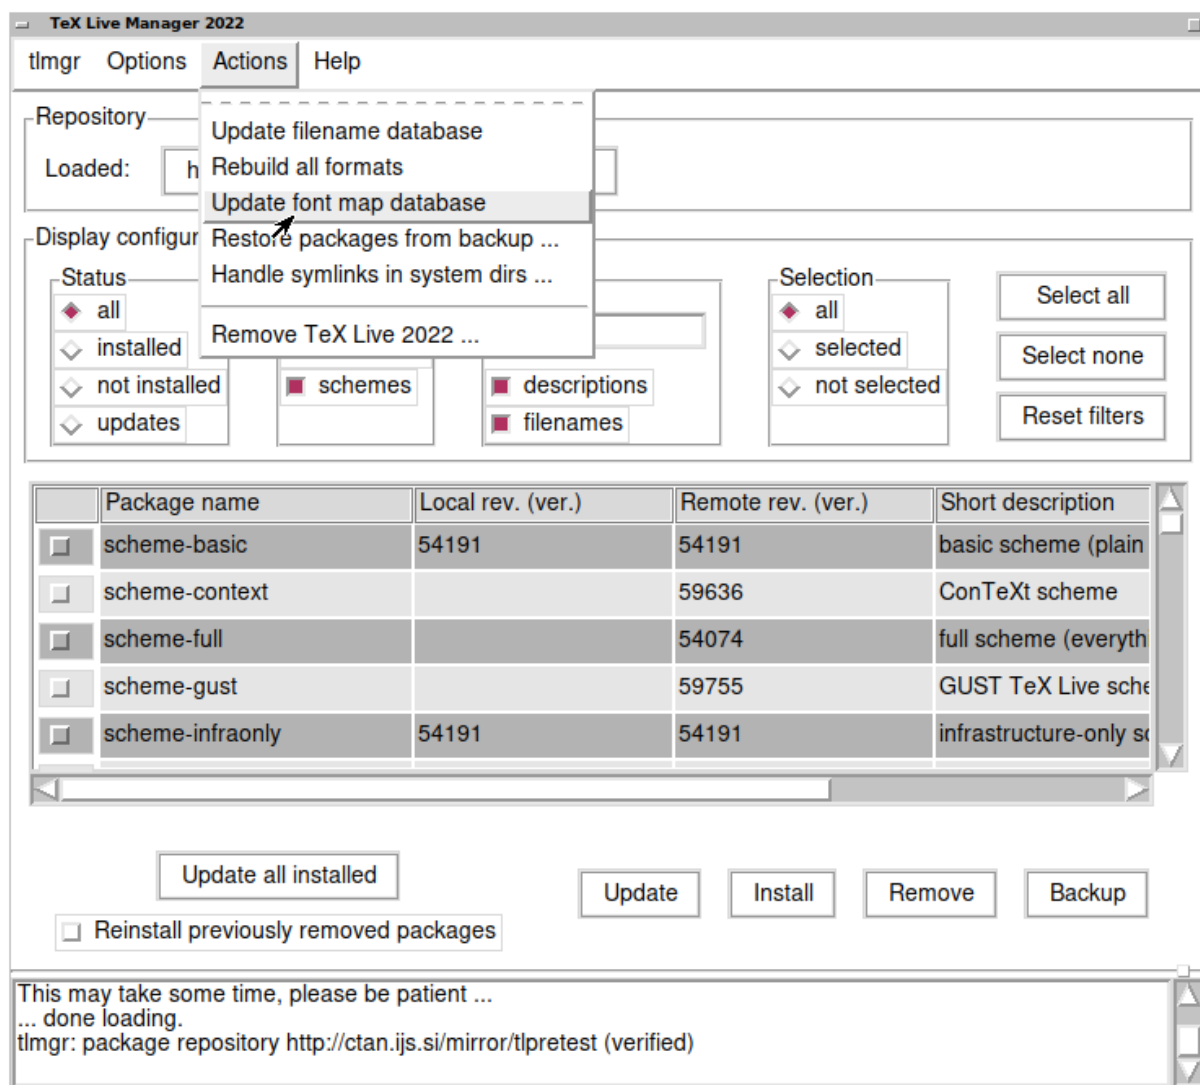 TeX Live Manager 2022
tlmgr Options Actions Help
Repository
Loaded: h
Update filename database
Rebuild all formats
Update font map database
Restore packages from backup ...
Handle symlinks in system dirs ...
Remove TeX Live 2022 ...
Display configur
Status
all
installed
not installed
updates
schemes
descriptions
filenames
Selection
all
selected
not selected
Select all
Select none
Reset filters
Package name Local rev. (ver.) Remote rev. (ver.) Short description
scheme-basic 54191 54191 basic scheme (plain
scheme-context 59636 ConTeXt scheme
scheme-full 54074 full scheme (everyth
scheme-gust 59755 GUST TeX Live sche
scheme-infraonly 54191 54191 infrastructure-only sc
Update all installed
Reinstall previously removed packages
Update Install Remove Backup
This may take some time, please be patient ...
... done loading.
tlmgr: package repository http://ctan.ijs.si/mirror/tlpretest (verified)